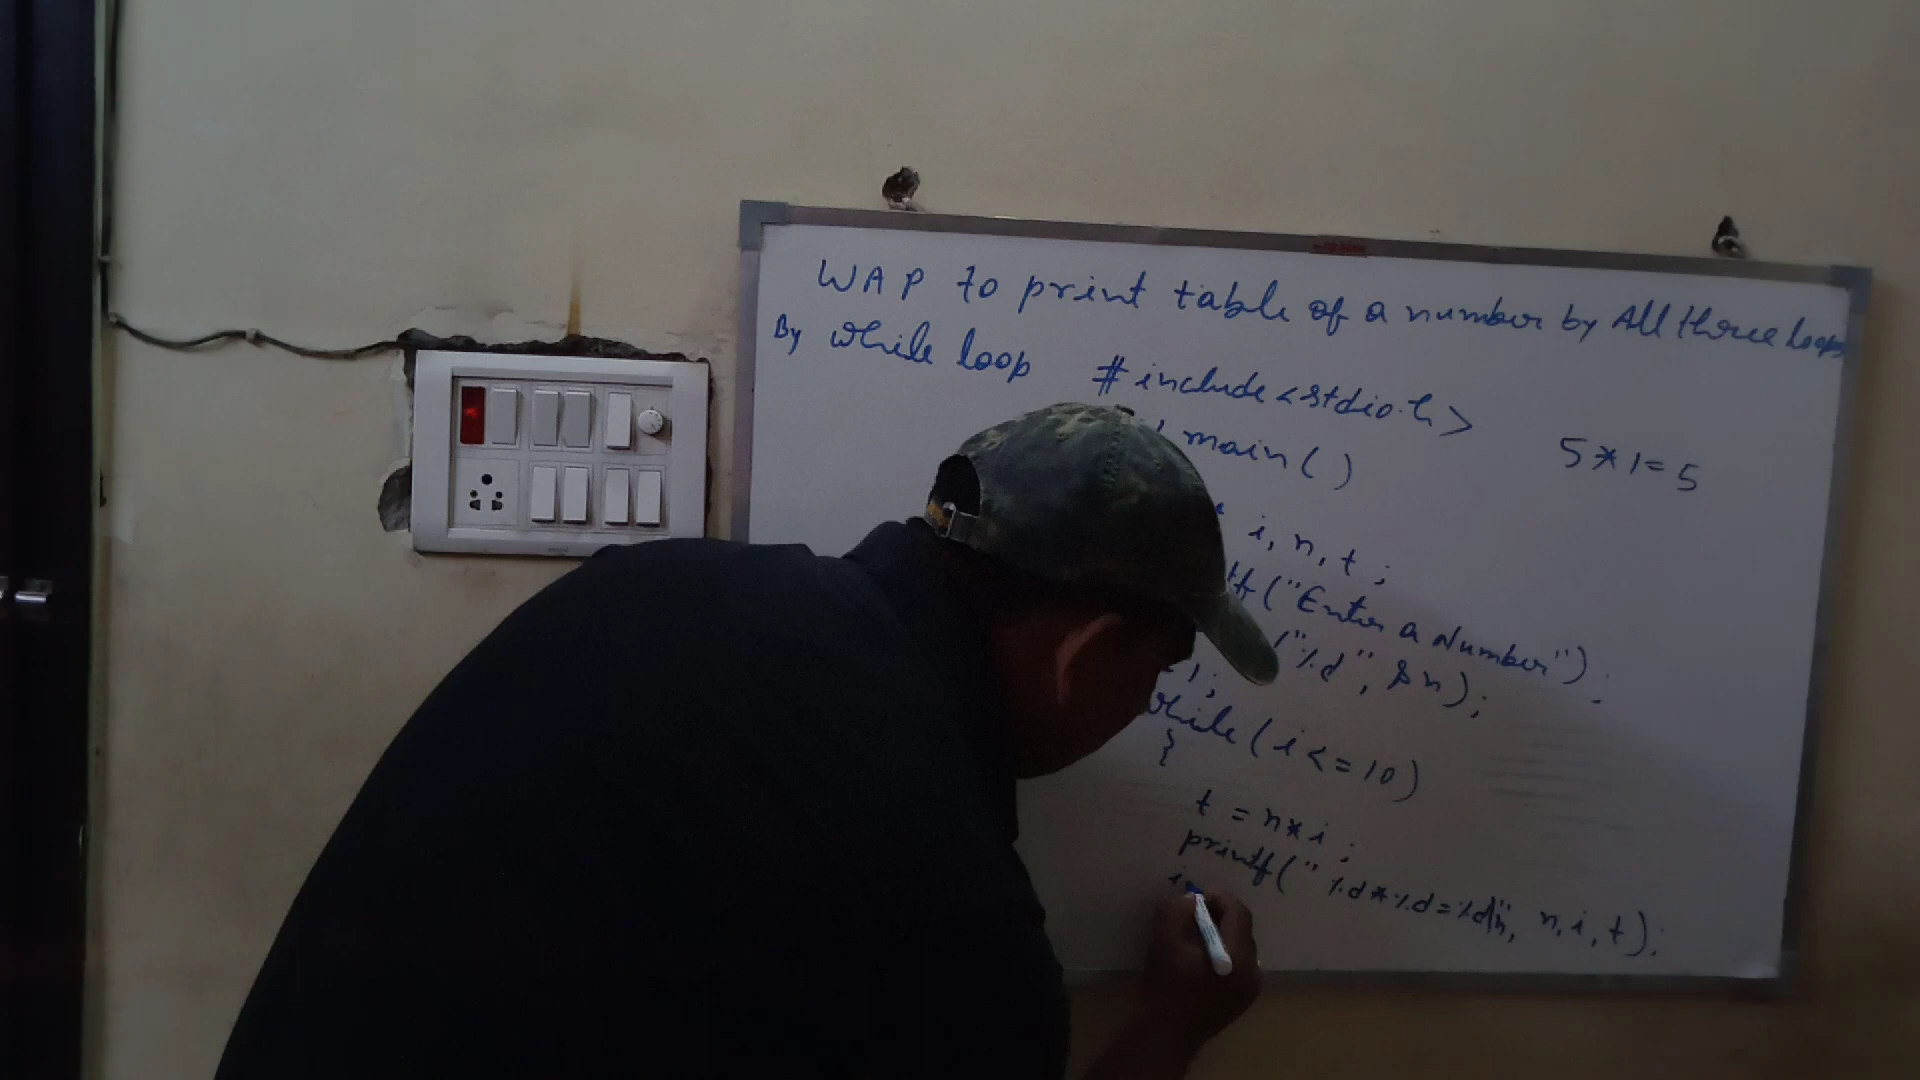 WAP to print table of a number by All three loops
By while loop #include<stdio.h>
main()
5*1=5
i, n, t;
("Enter a Number");
("%d", &n);
1;
while(i<=10)
{
t = n*i;
printf("%d*%d=%d\n", n, i, t);
i